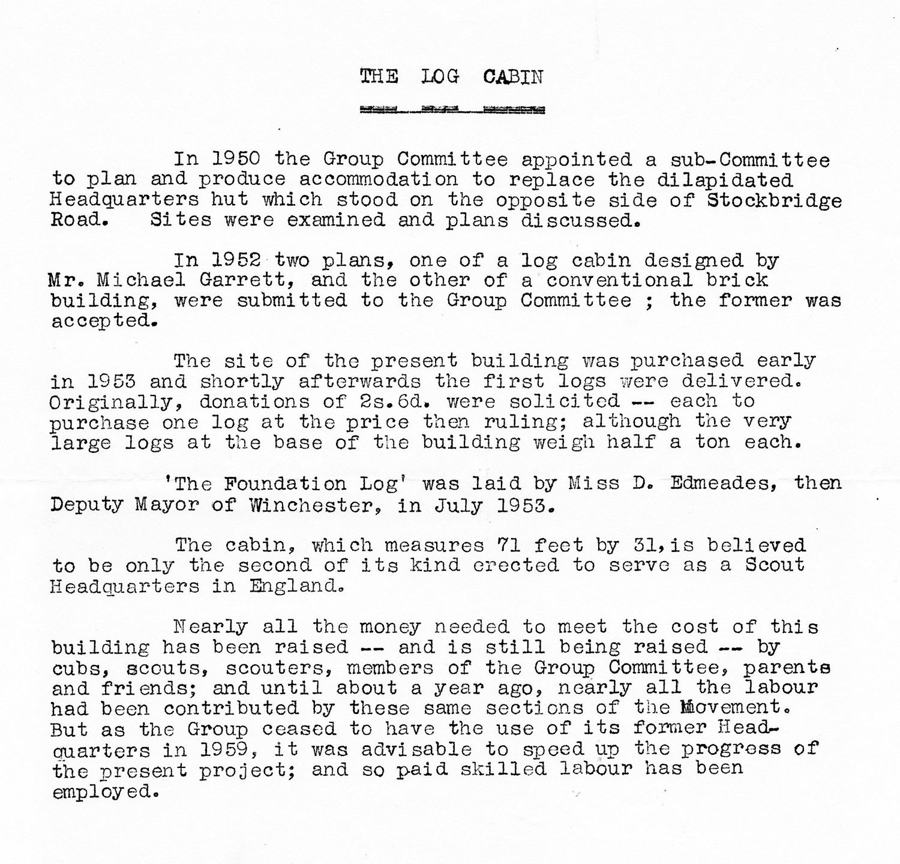 THE LOG CABIN
In 1950 the Group Committee appointed a sub-Committee
to plan and produce accommodation to replace the dilapidated
Headquarters hut which stood on the opposite side of Stockbridge
Road. Sites were examined and plans discussed.
In 1952 two plans, one of a log cabin designed by
Mr. Michael Garrett, and the other of a conventional brick
building, were submitted to the Group Committee ; the former was
accepted.
The site of the present building was purchased early
in 1953 and shortly afterwards the first logs were delivered.
Originally, donations of 2s.6d. were solicited -- each to
purchase one log at the price then ruling; although the very
large logs at the base of the building weigh half a ton each.
'The Foundation Log' was laid by Miss D. Edmeades, then
Deputy Mayor of Winchester, in July 1953.
The cabin, which measures 71 feet by 31,is believed
to be only the second of its kind erected to serve as a Scout
Headquarters in England.
Nearly all the money needed to meet the cost of this
building has been raised -- and is still being raised -- by
cubs, scouts, scouters, members of the Group Committee, parents
and friends; and until about a year ago, nearly all the labour
had been contributed by these same sections of the Movement.
But as the Group ceased to have the use of its former Head-
quarters in 1959, it was advisable to speed up the progress of
the present project; and so paid skilled labour has been
employed.